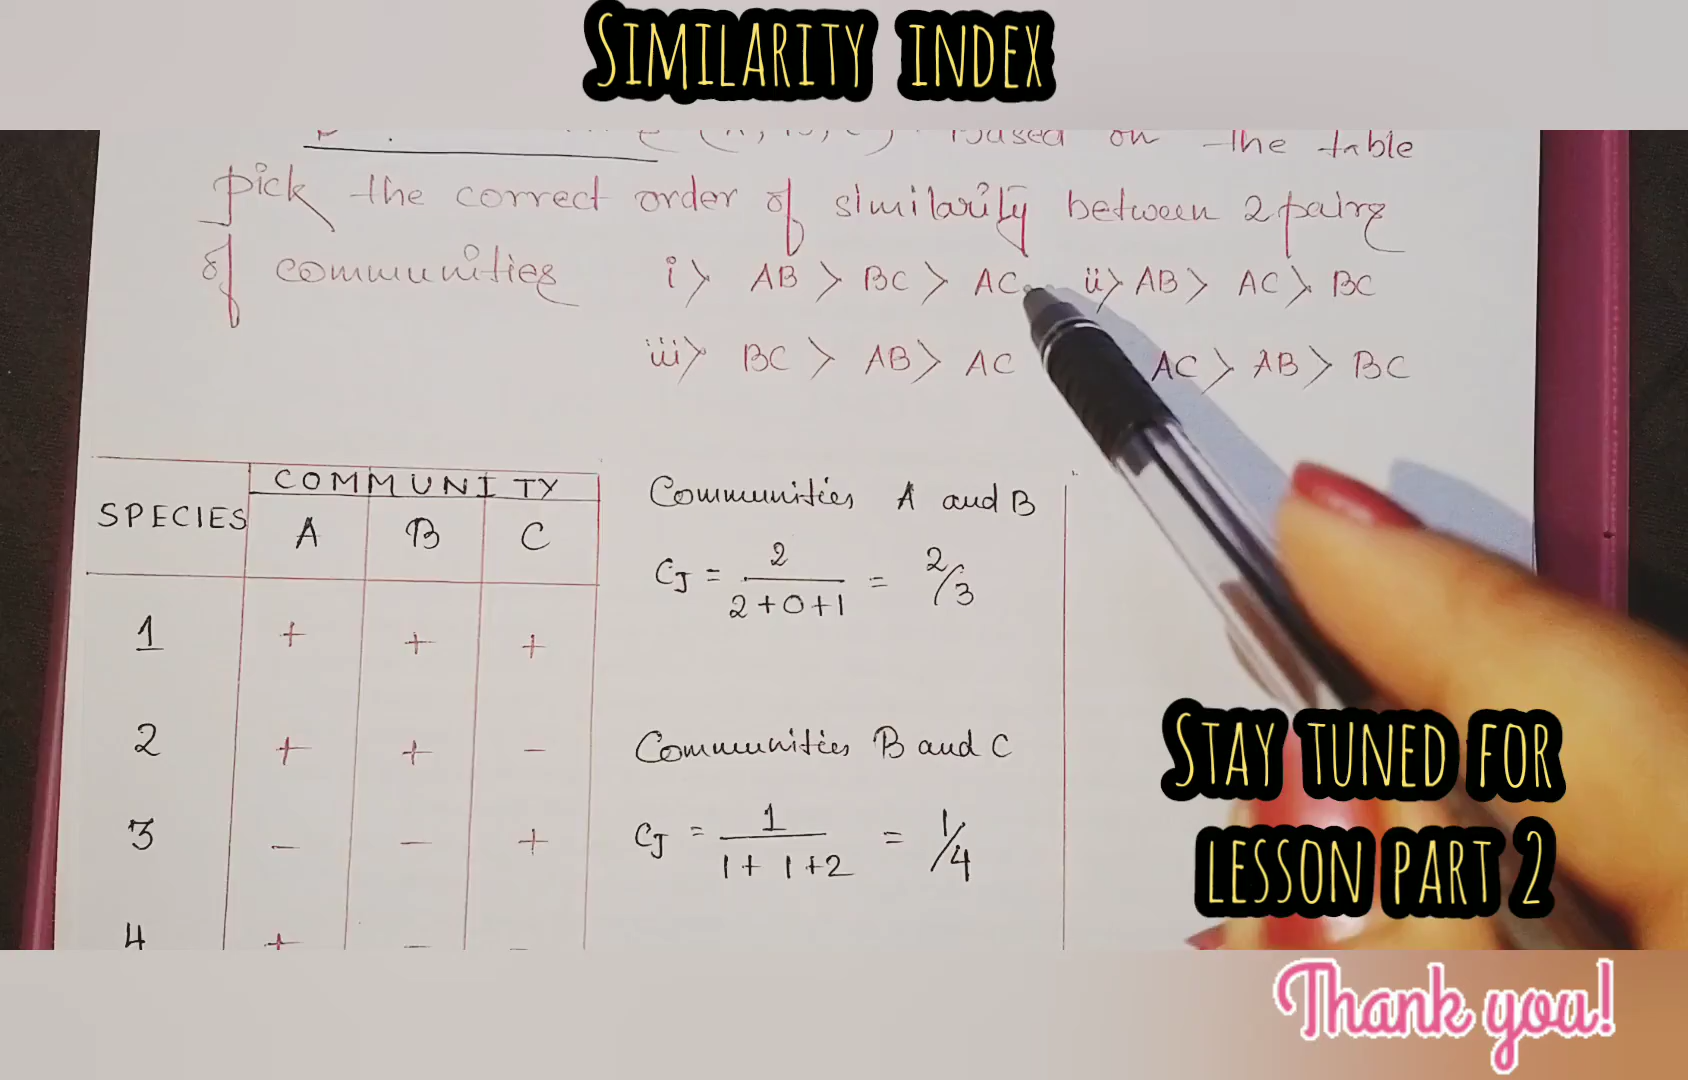 SIMILARITY INDEX
Based on the table
pick the correct order of similarity between 2 pairs
of communities i> AB > BC > AC ii> AB > AC > BC
iii> BC > AB > AC AC > AB > BC
SPECIES COMMUNITY
A B C
1 + + +
2 + + -
3 - - +
4 + - -
Communities A and B
CJ = 2 / 2+0+1 = 2/3
Communities B and C
CJ = 1 / 1+1+2 = 1/4
STAY TUNED FOR
LESSON PART 2
Thank you!